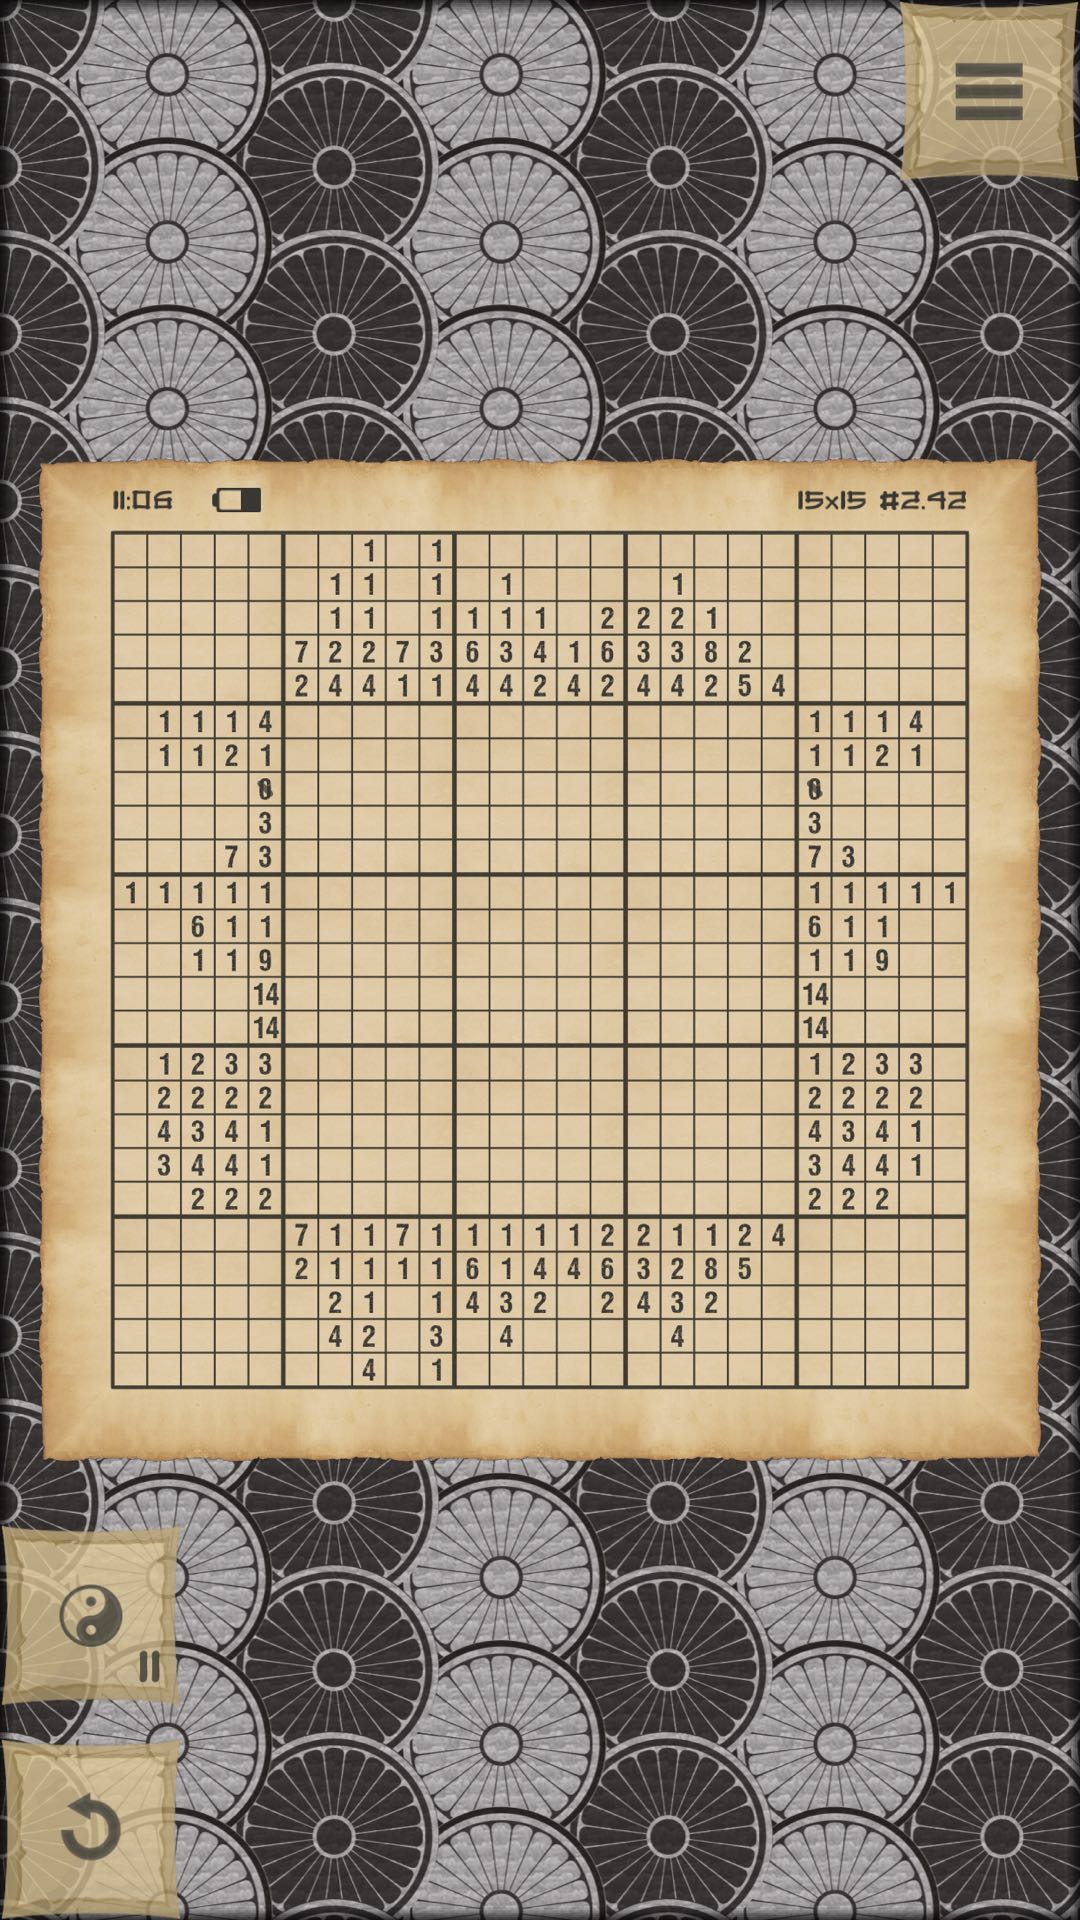 11:06 15x15 #2.42
1 1
1 1 1 1 1
1 1 1 1 1 1 2 2 2 1
7 2 2 7 3 6 3 4 1 6 3 3 8 2
2 4 4 1 1 4 4 2 4 2 4 4 2 5 4
1 1 1 4 1 1 1 4
1 1 2 1 1 1 2 1
3 3
7 3 7 3
1 1 1 1 1 1 1 1 1 1
6 1 1 6 1 1
1 1 9 1 1 9
14 14
14 14
1 2 3 3 1 2 3 3
2 2 2 2 2 2 2 2
4 3 4 1 4 3 4 1
3 4 4 1 3 4 4 1
2 2 2 2 2 2
7 1 1 7 1 1 1 1 1 2 2 1 1 2 4
2 1 1 1 1 6 1 4 4 6 3 2 8 5
2 1 1 4 3 2 2 4 3 2
4 2 3 4 4
4 1